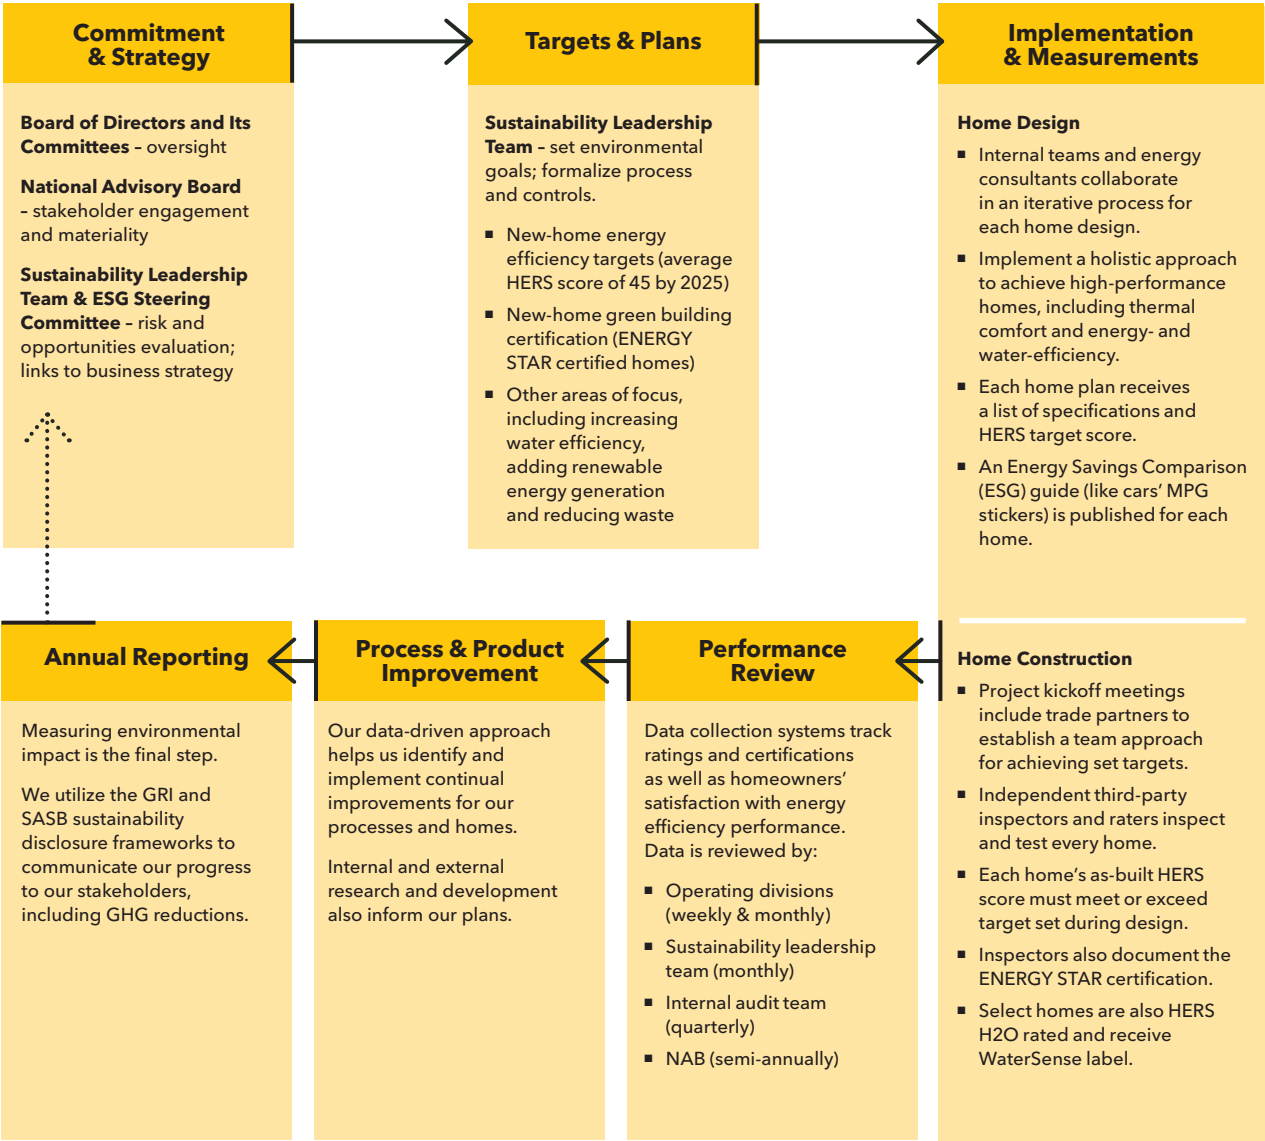 Commitment
& Strategy
Board of Directors and Its
Committees – oversight
National Advisory Board
– stakeholder engagement
and materiality
Sustainability Leadership
Team & ESG Steering
Committee – risk and
opportunities evaluation;
links to business strategy
Targets & Plans
Sustainability Leadership
Team – set environmental
goals; formalize process
and controls.
▪ New-home energy
efficiency targets (average
HERS score of 45 by 2025)
▪ New-home green building
certification (ENERGY
STAR certified homes)
▪ Other areas of focus,
including increasing
water efficiency,
adding renewable
energy generation
and reducing waste
Implementation
& Measurements
Home Design
▪ Internal teams and energy
consultants collaborate
in an iterative process for
each home design.
▪ Implement a holistic approach
to achieve high-performance
homes, including thermal
comfort and energy- and
water-efficiency.
▪ Each home plan receives
a list of specifications and
HERS target score.
▪ An Energy Savings Comparison
(ESG) guide (like cars’ MPG
stickers) is published for each
home.
Home Construction
▪ Project kickoff meetings
include trade partners to
establish a team approach
for achieving set targets.
▪ Independent third-party
inspectors and raters inspect
and test every home.
▪ Each home’s as-built HERS
score must meet or exceed
target set during design.
▪ Inspectors also document the
ENERGY STAR certification.
▪ Select homes are also HERS
H2O rated and receive
WaterSense label.
Performance
Review
Data collection systems track
ratings and certifications
as well as homeowners’
satisfaction with energy
efficiency performance.
Data is reviewed by:
▪ Operating divisions
(weekly & monthly)
▪ Sustainability leadership
team (monthly)
▪ Internal audit team
(quarterly)
▪ NAB (semi-annually)
Process & Product
Improvement
Our data-driven approach
helps us identify and
implement continual
improvements for our
processes and homes.
Internal and external
research and development
also inform our plans.
Annual Reporting
Measuring environmental
impact is the final step.
We utilize the GRI and
SASB sustainability
disclosure frameworks to
communicate our progress
to our stakeholders,
including GHG reductions.